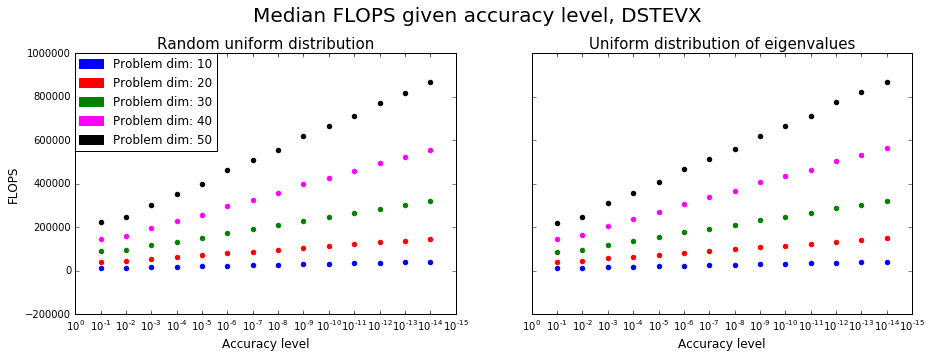 Median FLOPS given accuracy level, DSTEVX
Random uniform distribution
Uniform distribution of eigenvalues
1000000
800000
600000
400000
200000
0
−200000
FLOPS
Problem dim: 10
Problem dim: 20
Problem dim: 30
Problem dim: 40
Problem dim: 50
10^0 10^-1 10^-2 10^-3 10^-4 10^-5 10^-6 10^-7 10^-8 10^-9 10^-10 10^-11 10^-12 10^-13 10^-14 10^-15
Accuracy level
10^0 10^-1 10^-2 10^-3 10^-4 10^-5 10^-6 10^-7 10^-8 10^-9 10^-10 10^-11 10^-12 10^-13 10^-14 10^-15
Accuracy level